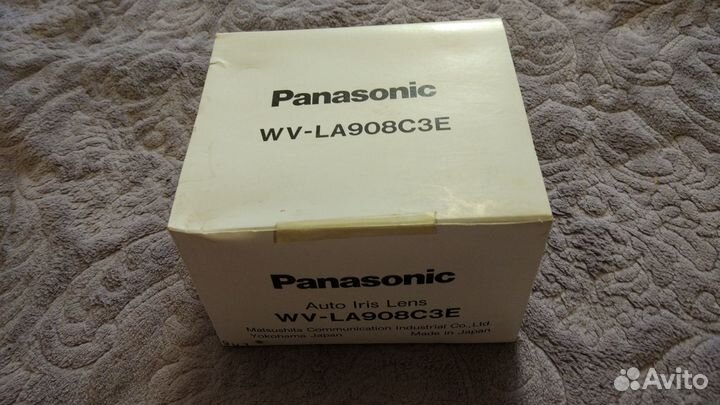 Panasonic
WV-LA908C3E
Panasonic
Auto Iris Lens
WV-LA908C3E
Matsushita Communication Industrial Co., Ltd.
Yokohama Japan Made in Japan
Avito